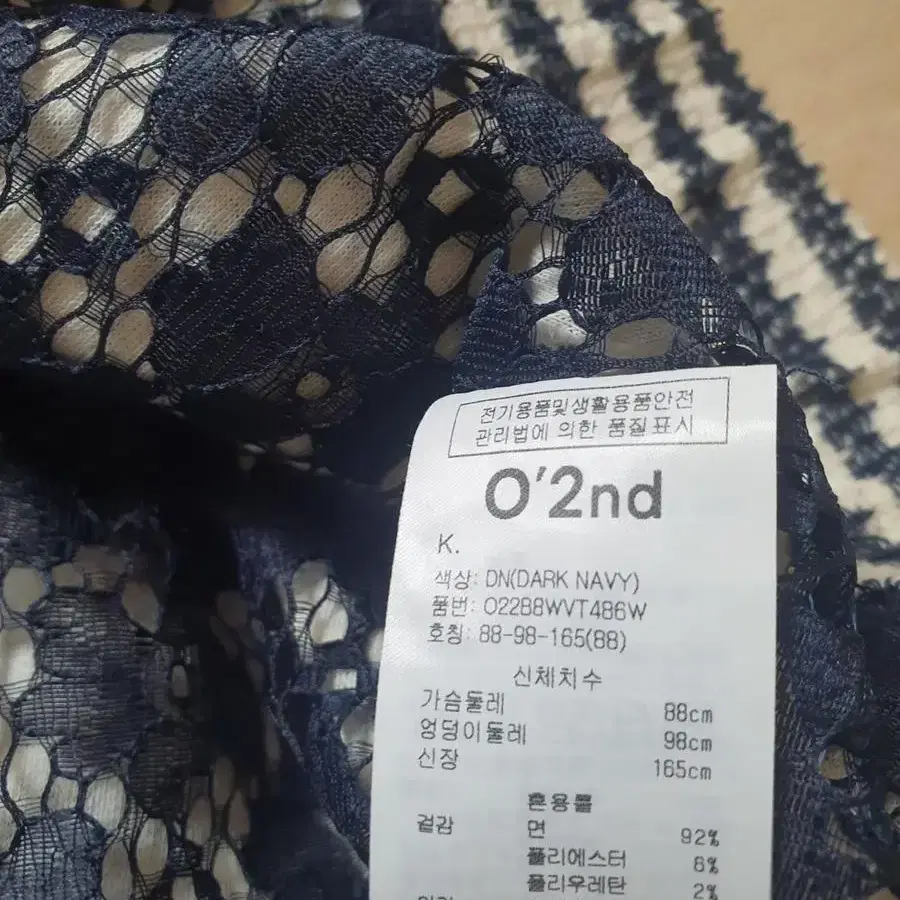 전기용품및생활용품안전
관리법에 의한 품질표시
O'2nd
K.
색상: DN(DARK NAVY)
품번: O22B8WVT486W
호칭: 88-98-165(88)
신체치수
가슴둘레 88cm
엉덩이둘레 98cm
신장 165cm
혼용률
겉감 면 92%
폴리에스터 6%
폴리우레탄 2%